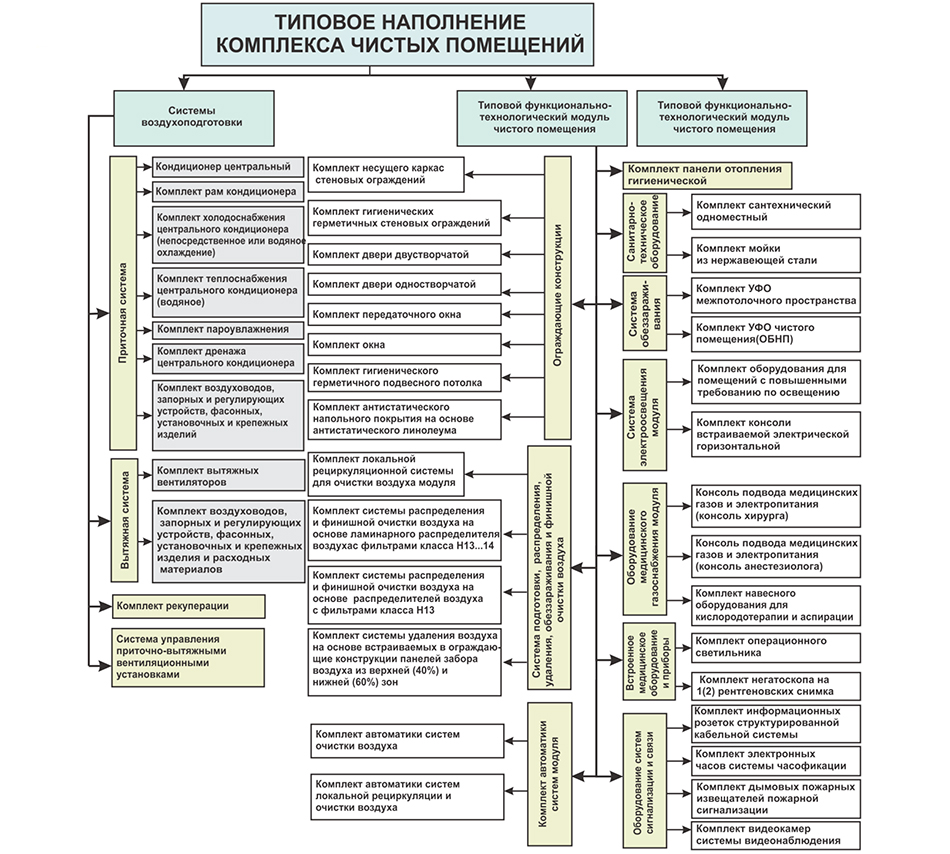 ТИПОВОЕ НАПОЛНЕНИЕ
КОМПЛЕКСА ЧИСТЫХ ПОМЕЩЕНИЙ
Системы
воздухоподготовки
Типовой функционально-
технологический модуль
чистого помещения
Типовой функционально-
технологический модуль
чистого помещения
Приточная система
Кондиционер центральный
Комплект рам кондиционера
Комплект холодоснабжения
центрального кондиционера
(непосредственное или водяное
охлаждение)
Комплект теплоснабжения
центрального кондиционера
(водяное)
Комплект пароувлажнения
Комплект дренажа
центрального кондиционера
Комплект воздуховодов,
запорных и регулирующих
устройств, фасонных,
установочных и крепежных
изделий
Вытяжная система
Комплект вытяжных
вентиляторов
Комплект воздуховодов,
запорных и регулирующих
устройств, фасонных,
установочных и крепежных
изделия и расходных
материалов
Комплект рекуперации
Система управления
приточно-вытяжными
вентиляционными
установками
Ограждающие конструкции
Комплект несущего каркас
стеновых ограждений
Комплект гигиенических
герметичных стеновых ограждений
Комплект двери двустворчатой
Комплект двери одностворчатой
Комплект передаточного окна
Комплект окна
Комплект гигиенического
герметичного подвесного потолка
Комплект антистатического
напольного покрытия на основе
антистатического линолеума
Система подготовки, распределения,
удаления, обеззараживания и финишной
очистки воздуха
Комплект локальной
рециркуляционной системы
для очистки воздуха модуля
Комплект системы распределения
и финишной очистки воздуха на
основе ламинарного распределителя
воздухас фильтрами класса Н13...14
Комплект системы распределения
и финишной очистки воздуха на
основе распределителей воздуха
с фильтрами класса Н13
Комплект системы удаления воздуха
на основе встраиваемых в огражда-
ющие конструкции панелей забора
воздуха из верхней (40%) и
нижней (60%) зон
Комплект автоматики
систем модуля
Комплект автоматики систем
очистки воздуха
Комплект автоматики систем
локальной рециркуляции и
очистки воздуха
Комплект панели отопления
гигиенической
Санитарно-
техническое
оборудование
Комплект сантехнический
одноместный
Комплект мойки
из нержавеющей стали
Система
обеззаражи-
вания
Комплект УФО
межпотолочного пространства
Комплект УФО чистого
помещения(ОБНП)
Система
электроосвещения
модуля
Комплект оборудования для
помещений с повышенными
требованию по освещению
Комплект консоли
встраиваемой электрической
горизонтальной
Оборудование
медицинского
газоснабжения модуля
Консоль подвода медицинских
газов и электропитания
(консоль хирурга)
Консоль подвода медицинских
газов и электропитания
(консоль анестезиолога)
Комплект навесного
оборудования для
кислородотерапии и аспирации
Встроенное
медицинское
оборудование
и приборы
Комплект операционного
светильника
Комплект негатоскопа на
1(2) рентгеновских снимка
Оборудование систем
сигнализации и связи
Комплект информационных
розеток структурированной
кабельной системы
Комплект электронных
часов системы часофикации
Комплект дымовых пожарных
извещателей пожарной
сигнализации
Комплект видеокамер
системы видеонаблюдения